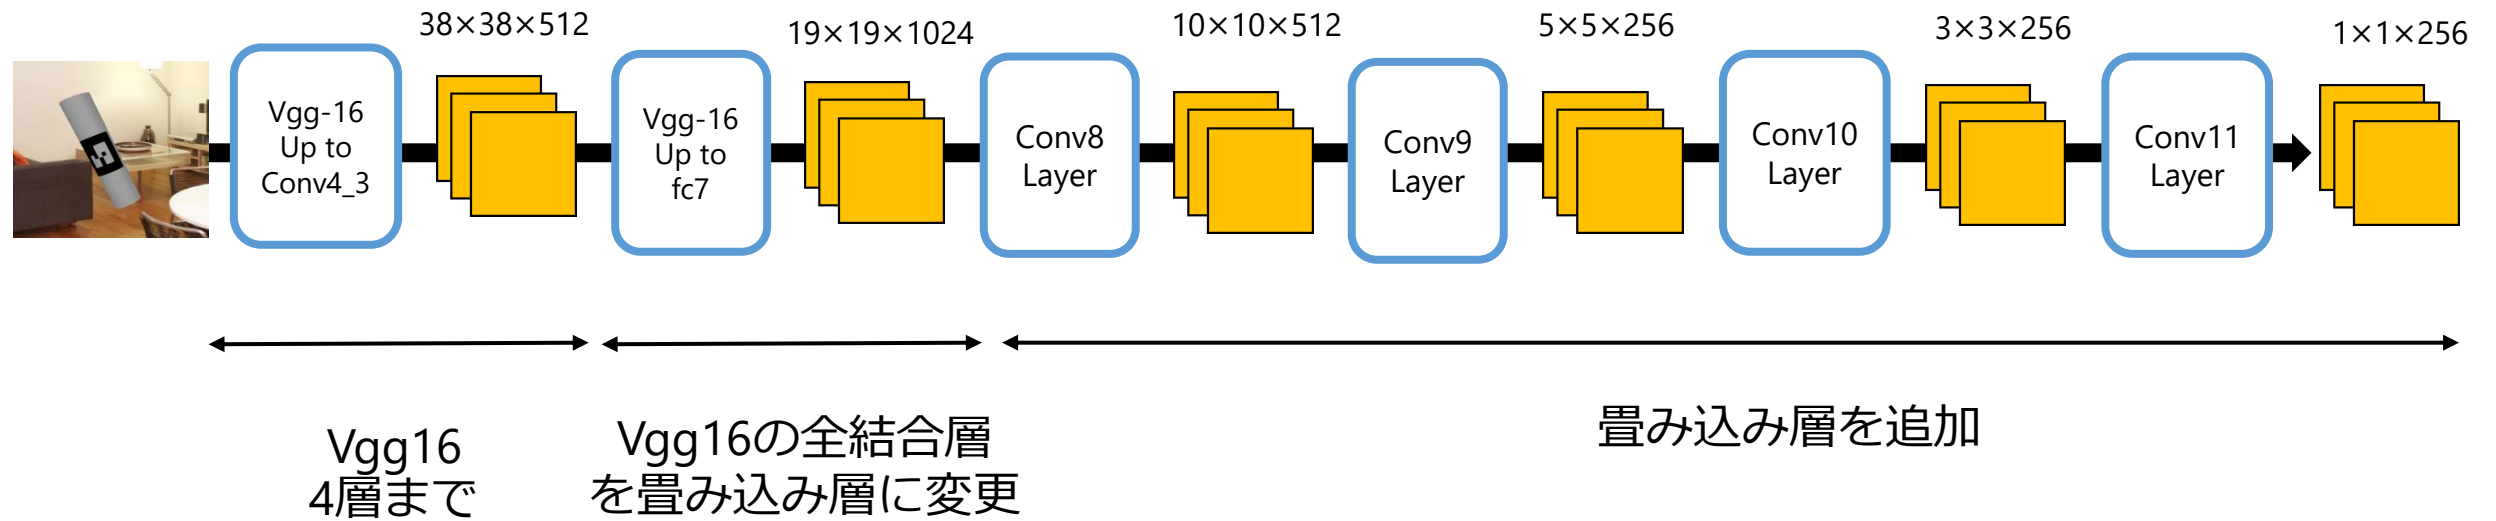 38×38×512
19×19×1024
10×10×512
5×5×256
3×3×256
1×1×256
Vgg-16
Up to
Conv4_3
Vgg-16
Up to
fc7
Conv8
Layer
Conv9
Layer
Conv10
Layer
Conv11
Layer
Vgg16
4層まで
Vgg16の全結合層
を畳み込み層に変更
畳み込み層を追加